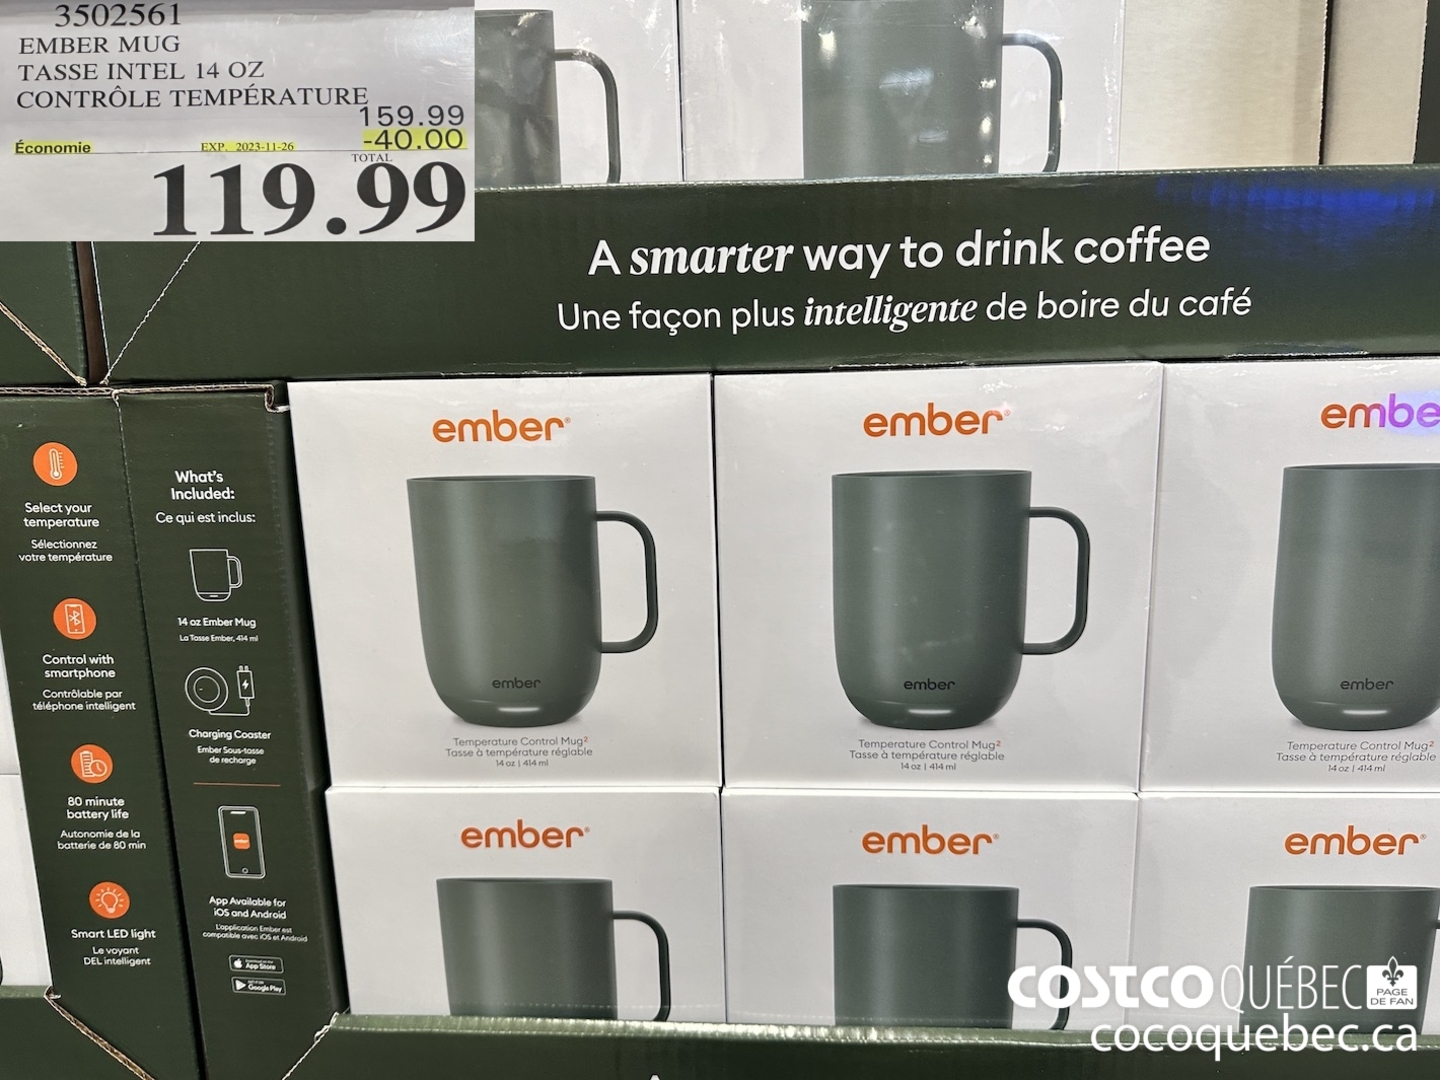 3502561
EMBER MUG
TASSE INTEL 14 OZ
CONTRÔLE TEMPÉRATURE
159.99
Économie EXP. 2023-11-26 -40.00
TOTAL
119.99
A smarter way to drink coffee
Une façon plus intelligente de boire du café
Select your
temperature
Sélectionnez
votre température
Control with
smartphone
Contrôlable par
téléphone intelligent
80 minute
battery life
Autonomie de la
batterie de 80 min
Smart LED light
Le voyant
DEL intelligent
What's
Included:
Ce qui est inclus:
14 oz Ember Mug
La Tasse Ember, 414 ml
Charging Coaster
Ember Sous-tasse
de recharge
App Available for
iOS and Android
L'application Ember est
compatible avec iOS et Android
App Store
Google Play
ember®
ember
Temperature Control Mug²
Tasse à température réglable
14 oz | 414 ml
ember®
ember
Temperature Control Mug²
Tasse à température réglable
14 oz | 414 ml
embe
ember
Temperature Control Mug²
Tasse à température réglable
14 oz | 414 ml
ember®
ember®
ember®
COSTCO QUÉBEC PAGE
DE FAN
cocoquebec.ca